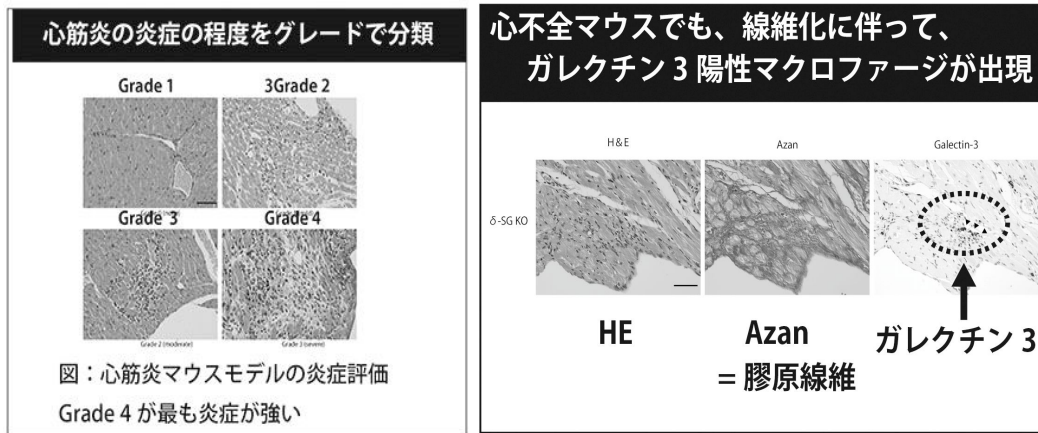 心筋炎の炎症の程度をグレードで分類
Grade 1
3Grade 2
Grade 3
Grade 4
Grade 2 (moderate)
Grade 3 (severe)
図：心筋炎マウスモデルの炎症評価
Grade 4 が最も炎症が強い
心不全マウスでも、線維化に伴って、
ガレクチン 3 陽性マクロファージが出現
H&E
Azan
Galectin-3
δ-SG KO
HE
Azan
= 膠原線維
ガレクチン 3